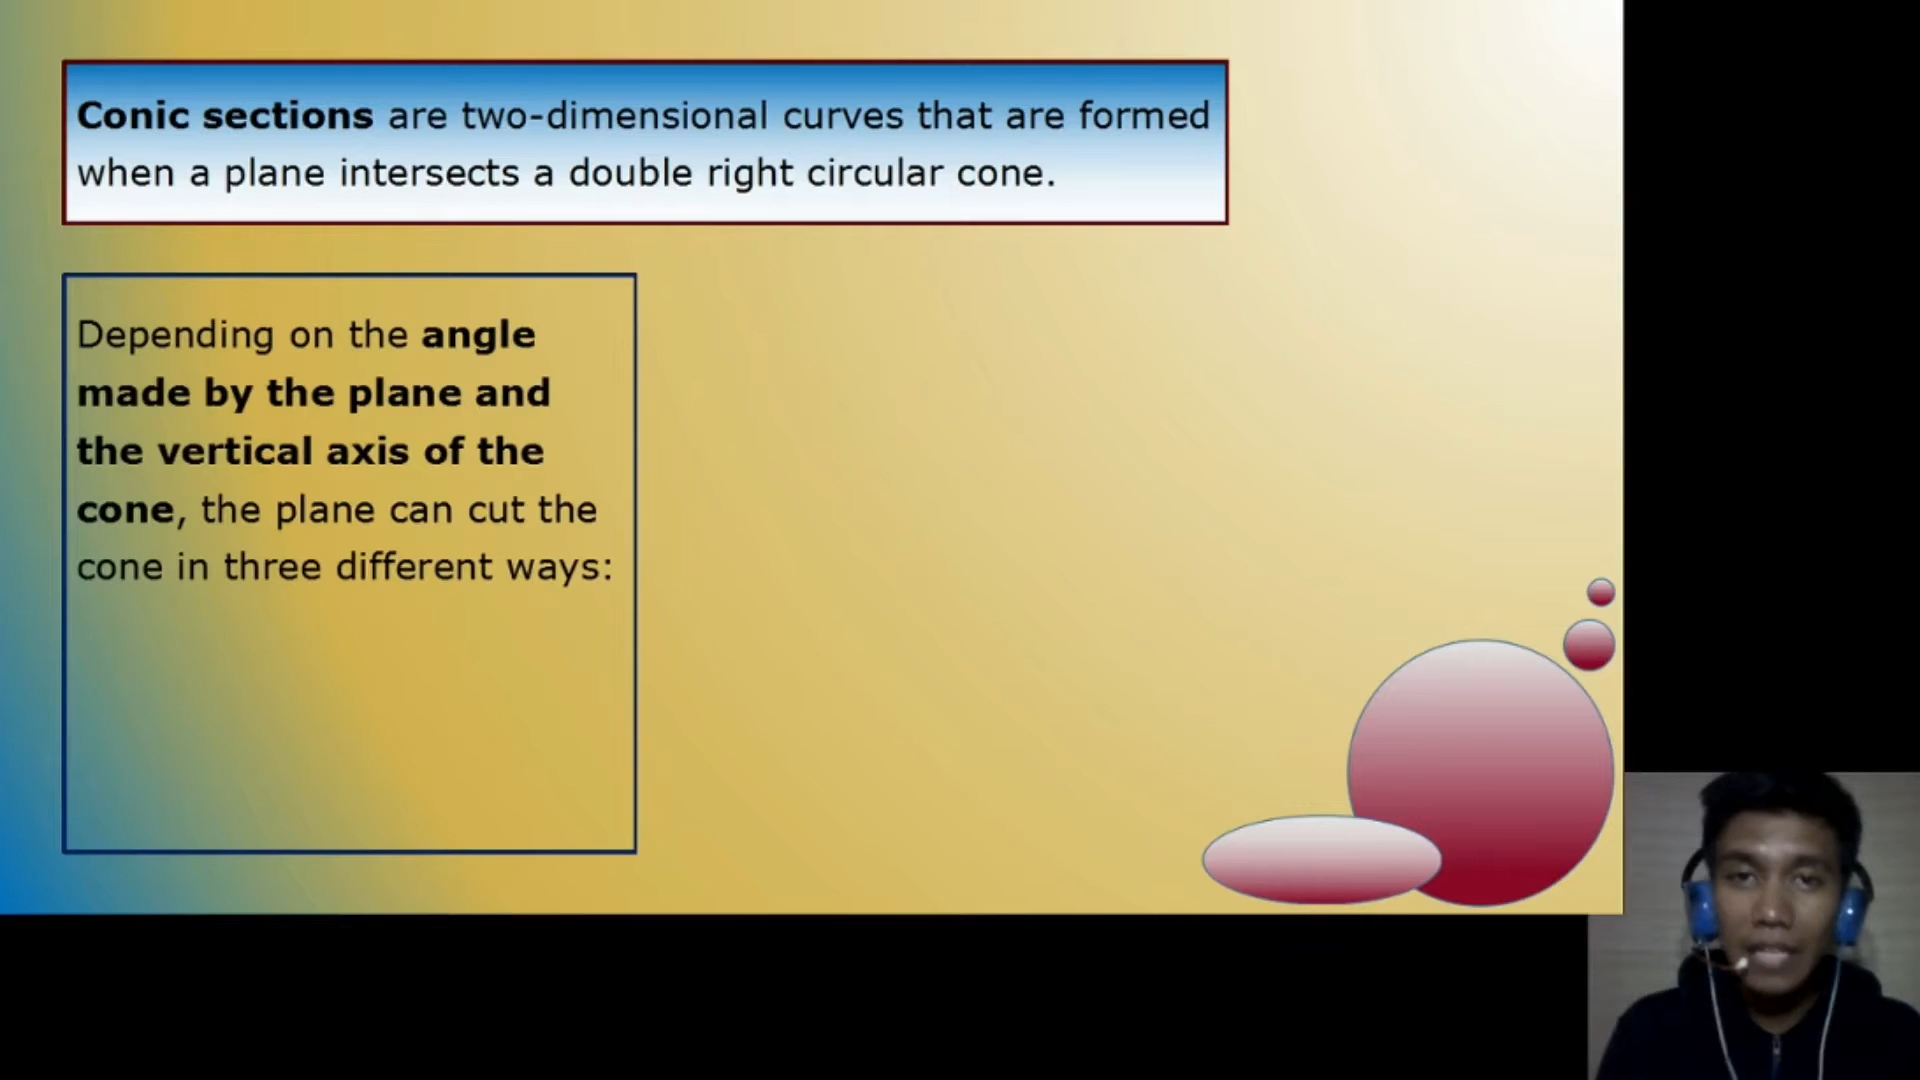 Conic sections are two-dimensional curves that are formed
when a plane intersects a double right circular cone.
Depending on the angle
made by the plane and
the vertical axis of the
cone, the plane can cut the
cone in three different ways: